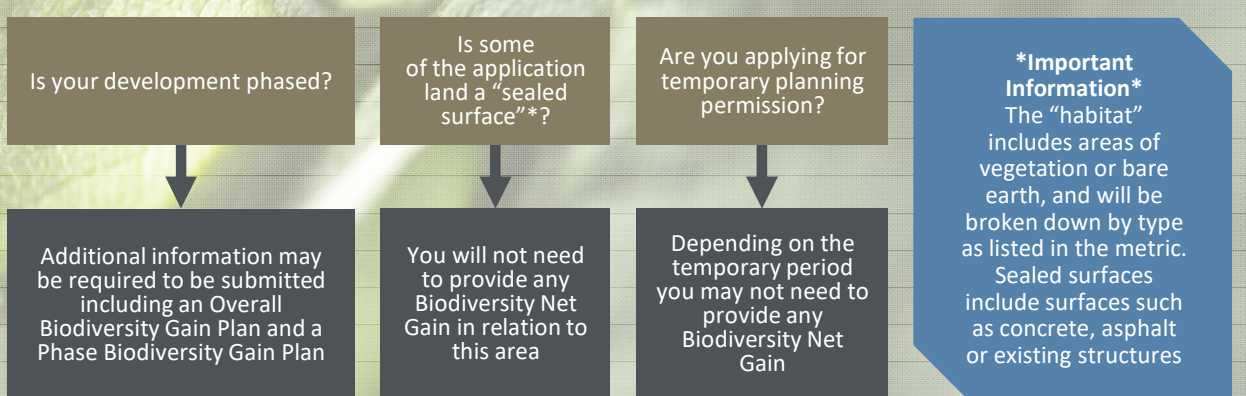 Is your development phased?
Additional information may
be required to be submitted
including an Overall
Biodiversity Gain Plan and a
Phase Biodiversity Gain Plan
Is some
of the application
land a “sealed
surface”*?
You will not need
to provide any
Biodiversity Net
Gain in relation to
this area
Are you applying for
temporary planning
permission?
Depending on the
temporary period
you may not need to
provide any
Biodiversity Net
Gain
*Important
Information*
The “habitat”
includes areas of
vegetation or bare
earth, and will be
broken down by type
as listed in the metric.
Sealed surfaces
include surfaces such
as concrete, asphalt
or existing structures